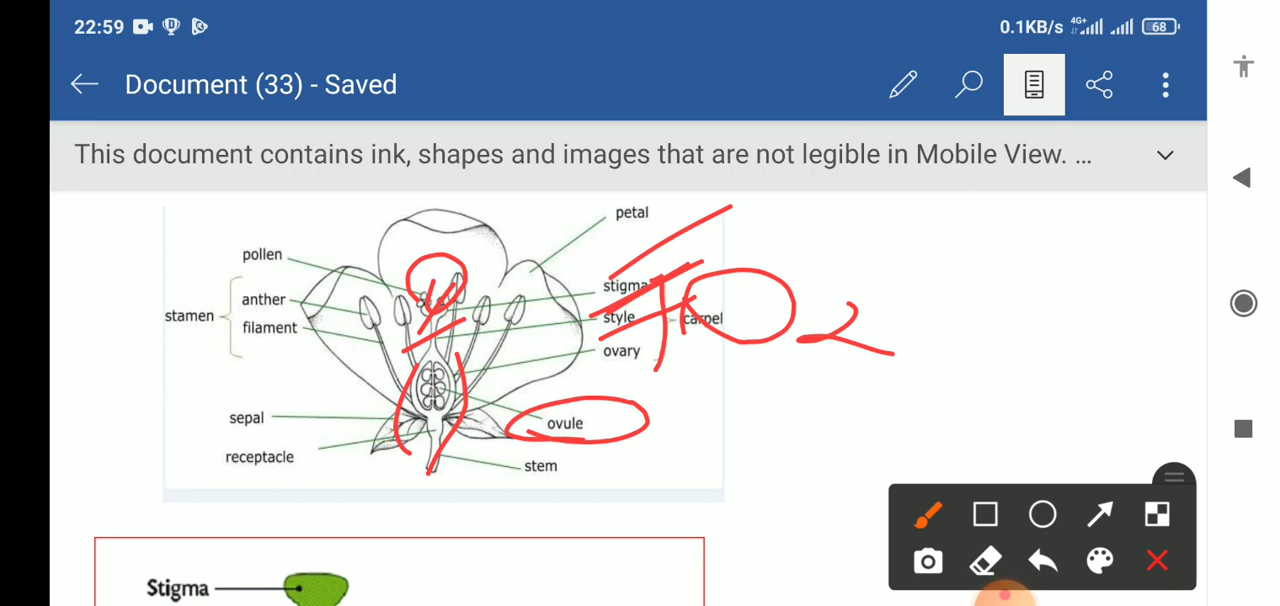 22:59
0.1KB/s 4G+ 68
Document (33) - Saved
This document contains ink, shapes and images that are not legible in Mobile View. ...
petal
pollen
stigma
anther
stamen
style
carpel
filament
ovary
sepal
ovule
receptacle
stem
Stigma